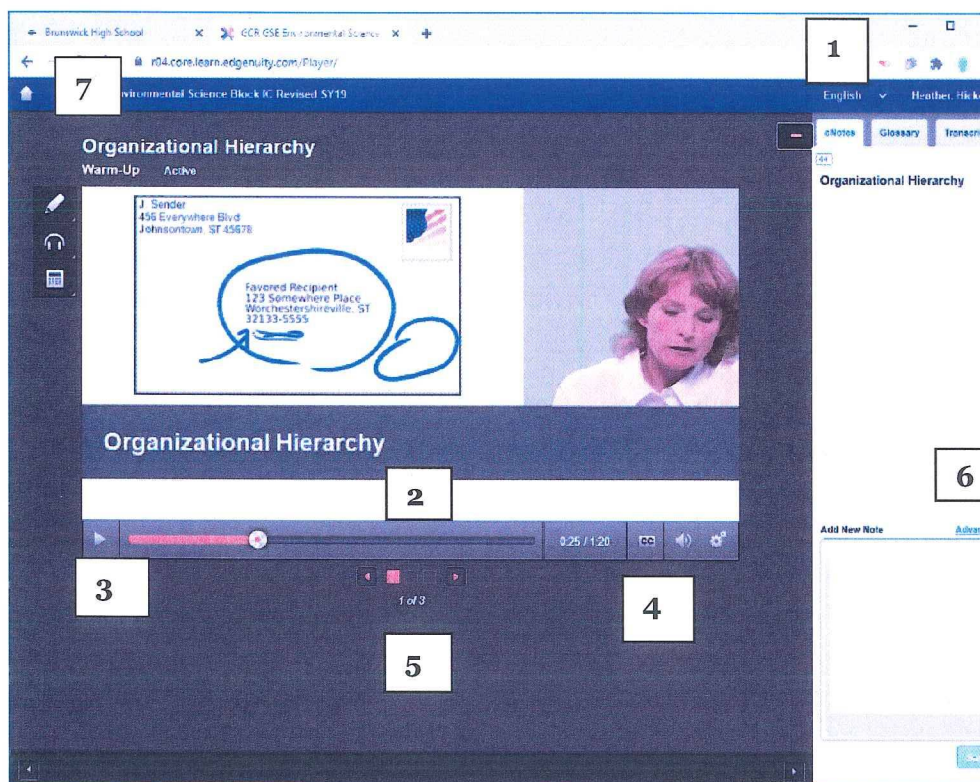 Brunswick High School
GCR GSE Environmental Science
1
r04.core.learn.edgenuity.com/Player/
7
Environmental Science Block IC Revised SY19
English
Heather
eNotes
Glossary
Organizational Hierarchy
Warm-Up Active
Organizational Hierarchy
J. Sender
456 Everywhere Blvd
Johnsontown, ST 45678
Favored Recipient
123 Somewhere Place
Worchestershireville, ST
32133-5555
Organizational Hierarchy
2
6
Add New Note
0:25 / 1:20
CC
3
1 of 3
4
5